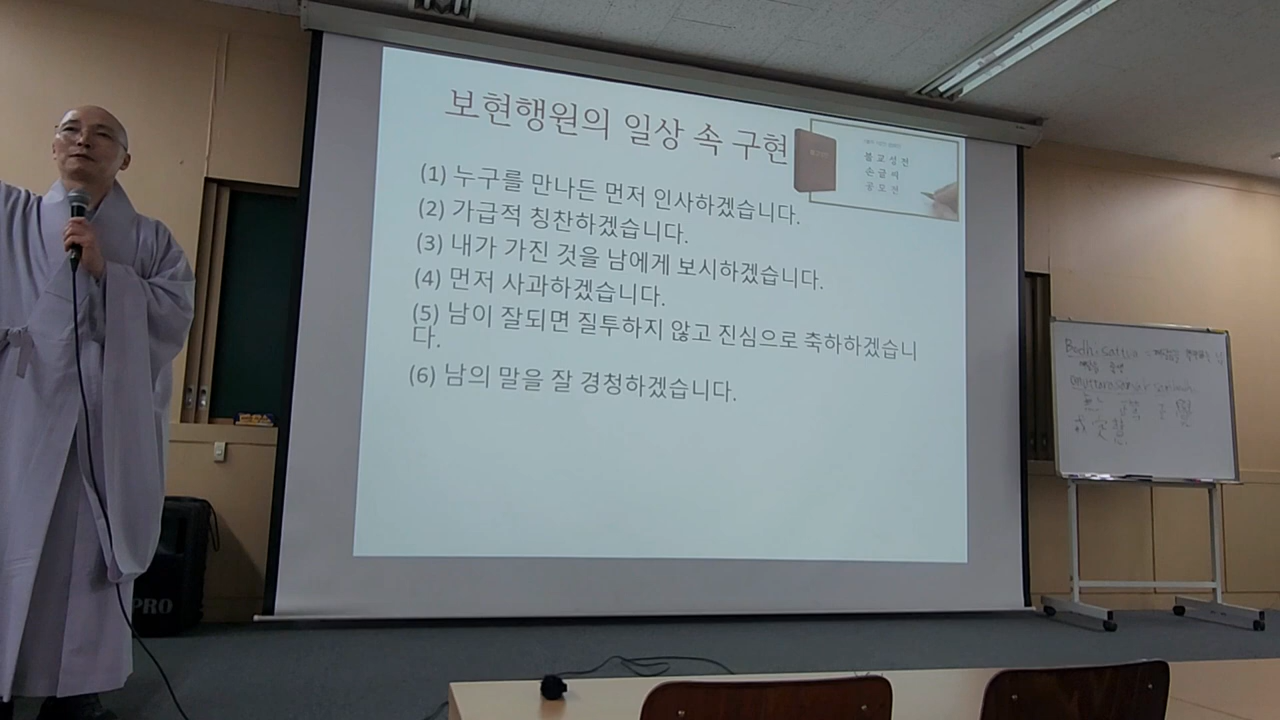 보현행원의 일상 속 구현
(1) 누구를 만나든 먼저 인사하겠습니다.
(2) 가급적 칭찬하겠습니다.
(3) 내가 가진 것을 남에게 보시하겠습니다.
(4) 먼저 사과하겠습니다.
(5) 남이 잘되면 질투하지 않고 진심으로 축하하겠습니
다.
(6) 남의 말을 잘 경청하겠습니다.
불교성전
손글씨
공모전
Bodhisattva
PRO